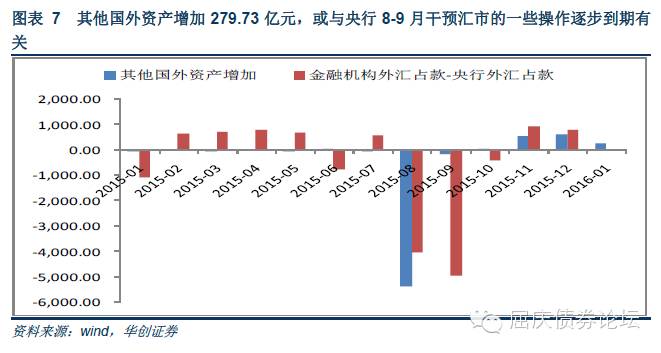 图表 7 其他国外资产增加 279.73 亿元，或与央行 8-9 月干预汇市的一些操作逐步到期有
关
其他国外资产增加 金融机构外汇占款-央行外汇占款
2,000.00
1,000.00
0.00
-1,000.00
-2,000.00
-3,000.00
-4,000.00
-5,000.00
-6,000.00
2015-01 2015-02 2015-03 2015-04 2015-05 2015-06 2015-07 2015-08 2015-09 2015-10 2015-11 2015-12 2016-01
资料来源：wind，华创证券
屈庆债券论坛